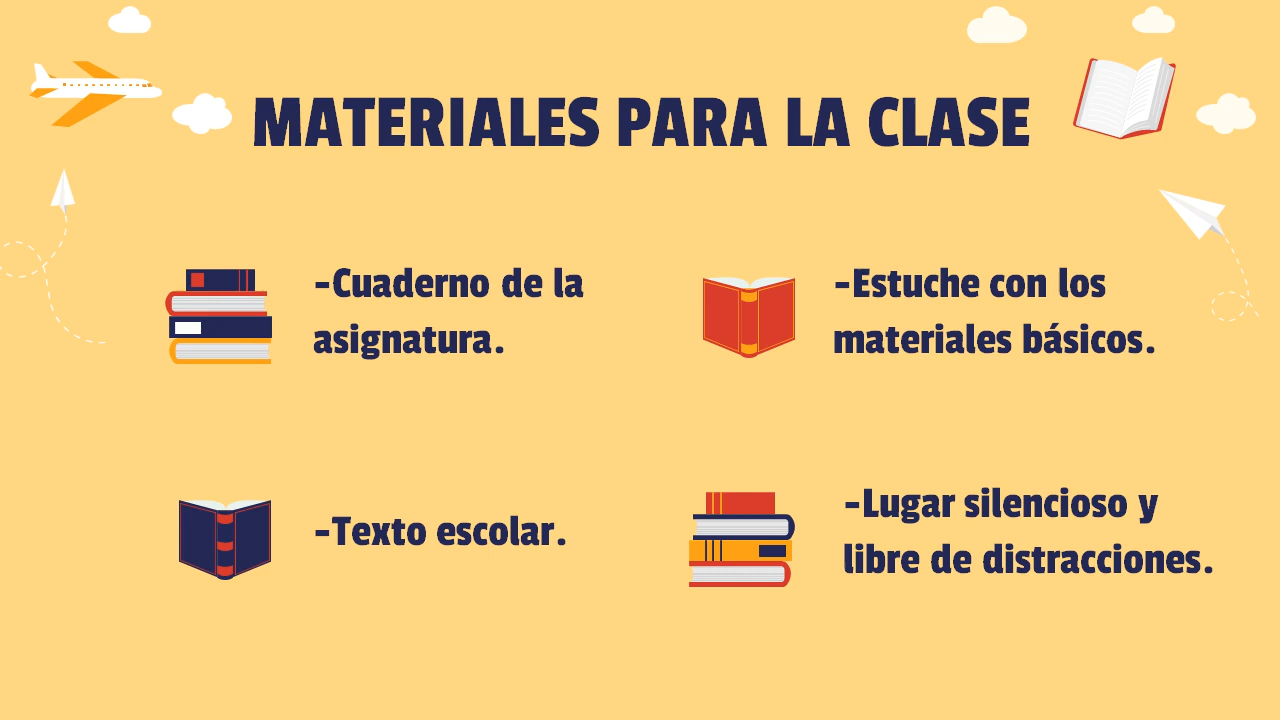 MATERIALES PARA LA CLASE
-Cuaderno de la
asignatura.
-Estuche con los
materiales básicos.
-Texto escolar.
-Lugar silencioso y
libre de distracciones.